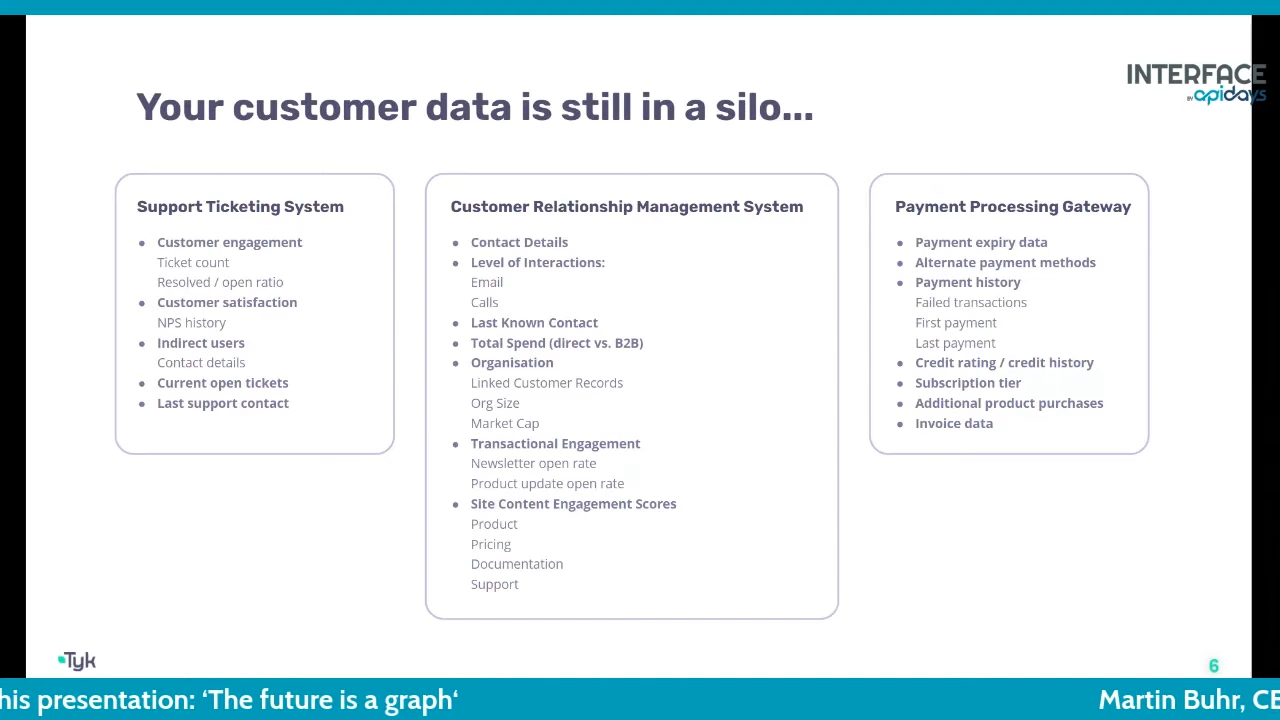 INTERFACE
BY apidays
Your customer data is still in a silo...
Support Ticketing System
• Customer engagement
Ticket count
Resolved / open ratio
• Customer satisfaction
NPS history
• Indirect users
Contact details
• Current open tickets
• Last support contact
Customer Relationship Management System
• Contact Details
• Level of Interactions:
Email
Calls
• Last Known Contact
• Total Spend (direct vs. B2B)
• Organisation
Linked Customer Records
Org Size
Market Cap
• Transactional Engagement
Newsletter open rate
Product update open rate
• Site Content Engagement Scores
Product
Pricing
Documentation
Support
Payment Processing Gateway
• Payment expiry data
• Alternate payment methods
• Payment history
Failed transactions
First payment
Last payment
• Credit rating / credit history
• Subscription tier
• Additional product purchases
• Invoice data
Tyk
6
his presentation: ‘The future is a graph‘
Martin Buhr, CE